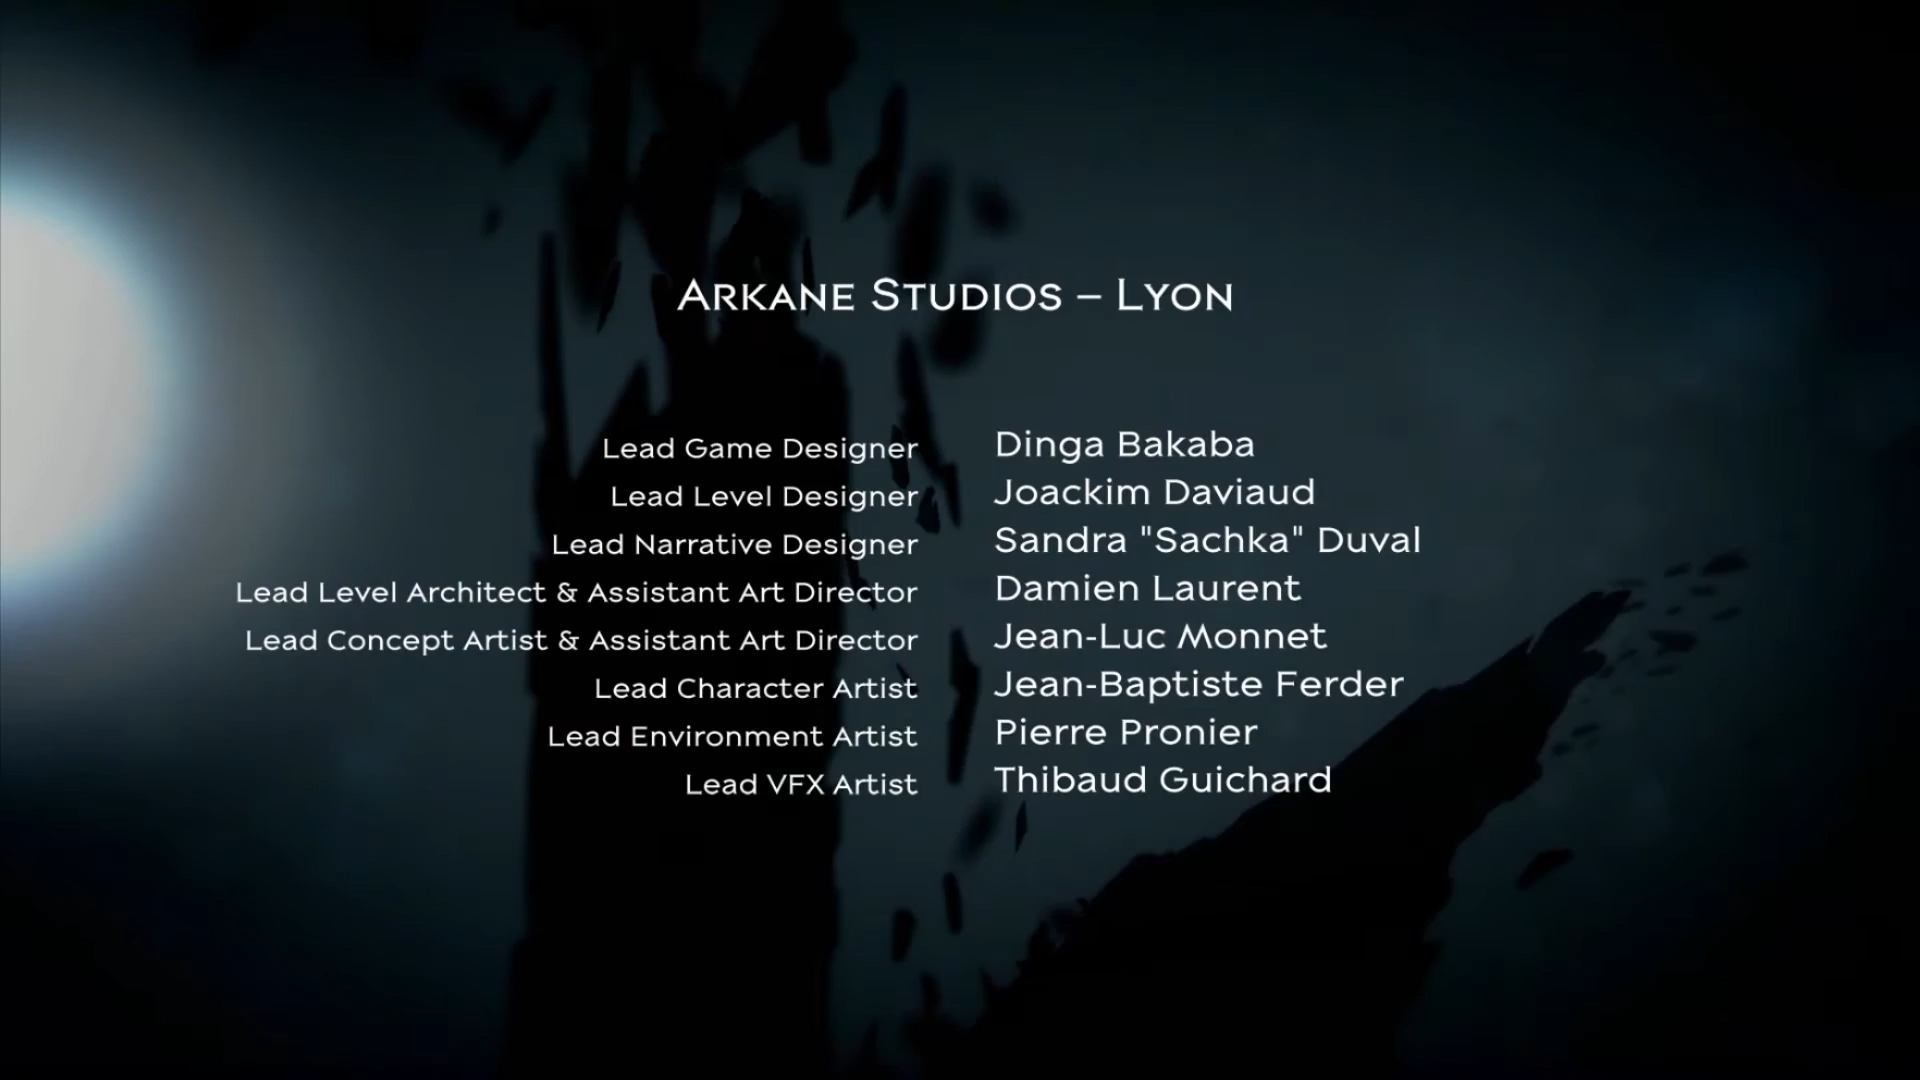 Arkane Studios – Lyon
Lead Game Designer Dinga Bakaba
Lead Level Designer Joackim Daviaud
Lead Narrative Designer Sandra "Sachka" Duval
Lead Level Architect & Assistant Art Director Damien Laurent
Lead Concept Artist & Assistant Art Director Jean-Luc Monnet
Lead Character Artist Jean-Baptiste Ferder
Lead Environment Artist Pierre Pronier
Lead VFX Artist Thibaud Guichard